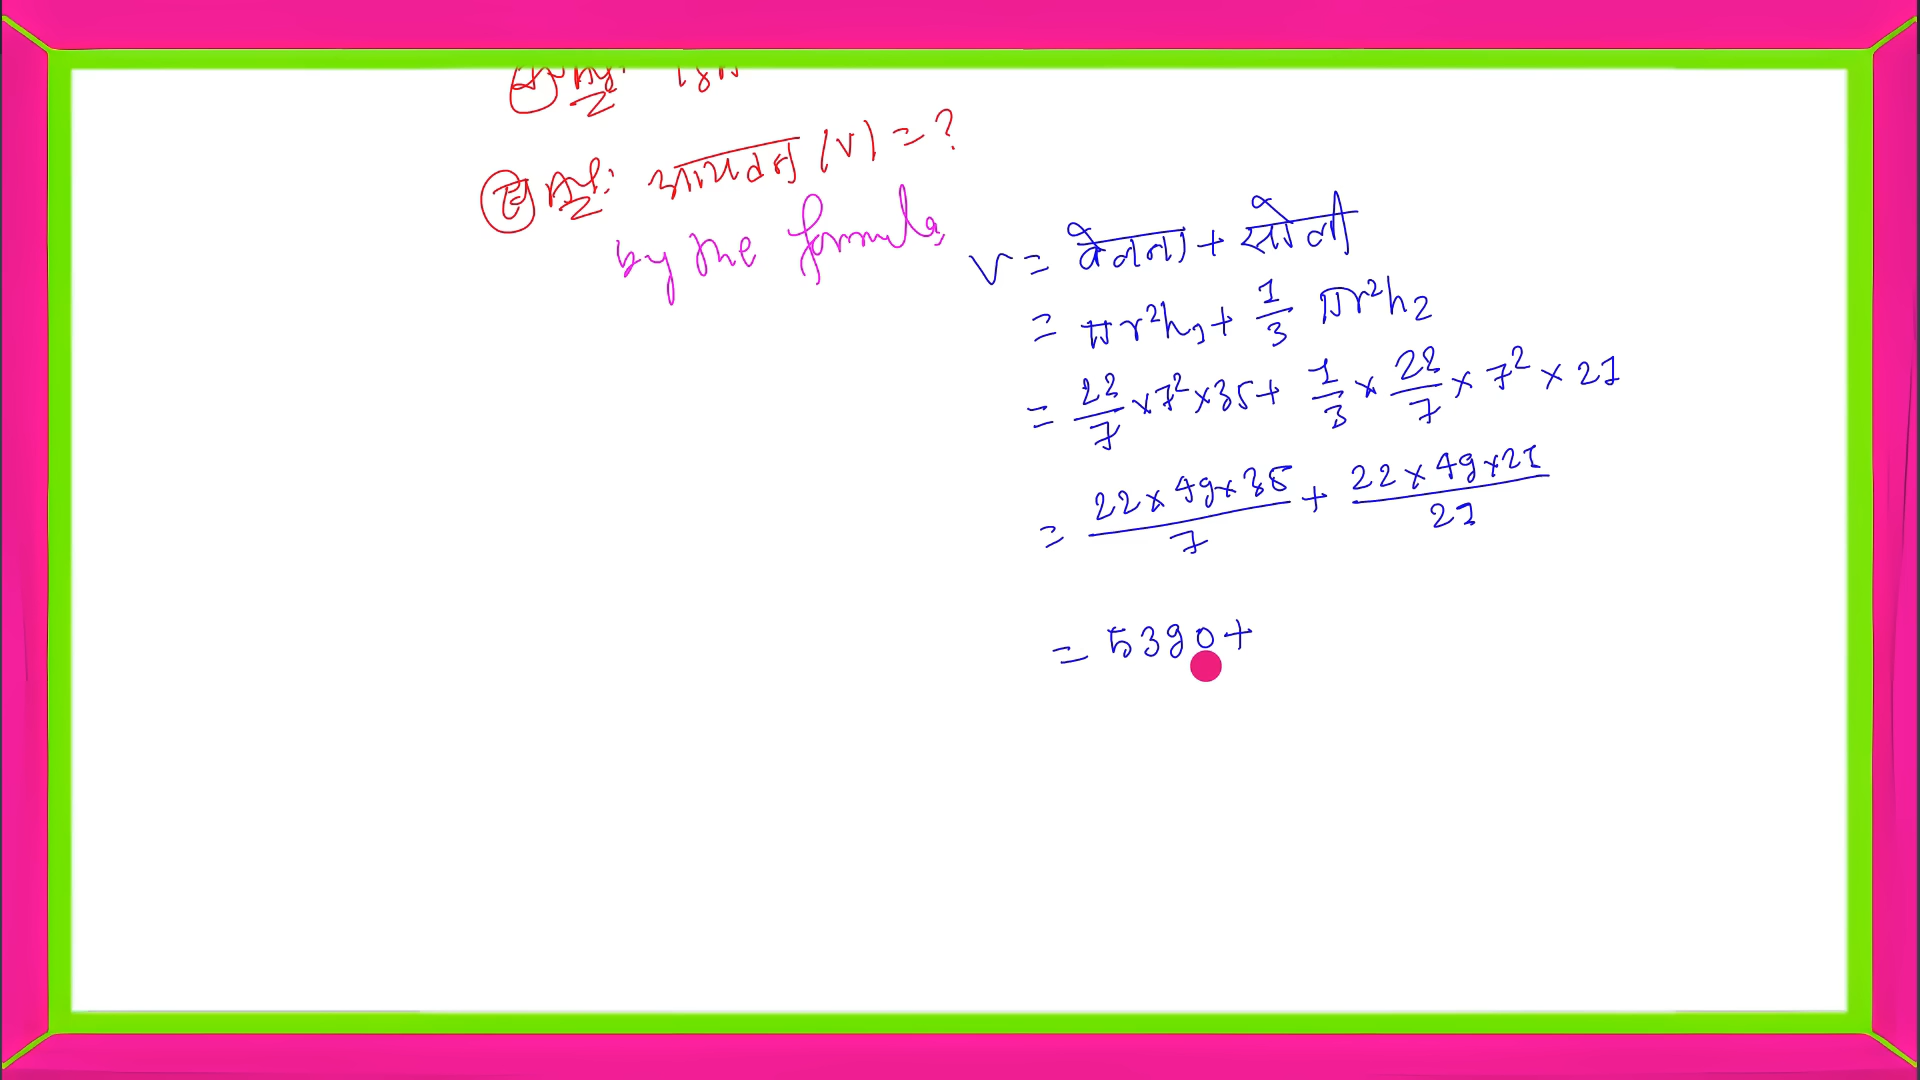 आयतन (V) = ?
by the formula,
V = वेलना + सोली
= πr²h₁ + 1/3 πr²h₂
= 22/7 × 7² × 35 + 1/3 × 22/7 × 7² × 21
= 22 × 49 × 35/7 + 22 × 49 × 21/21
= 5390 +